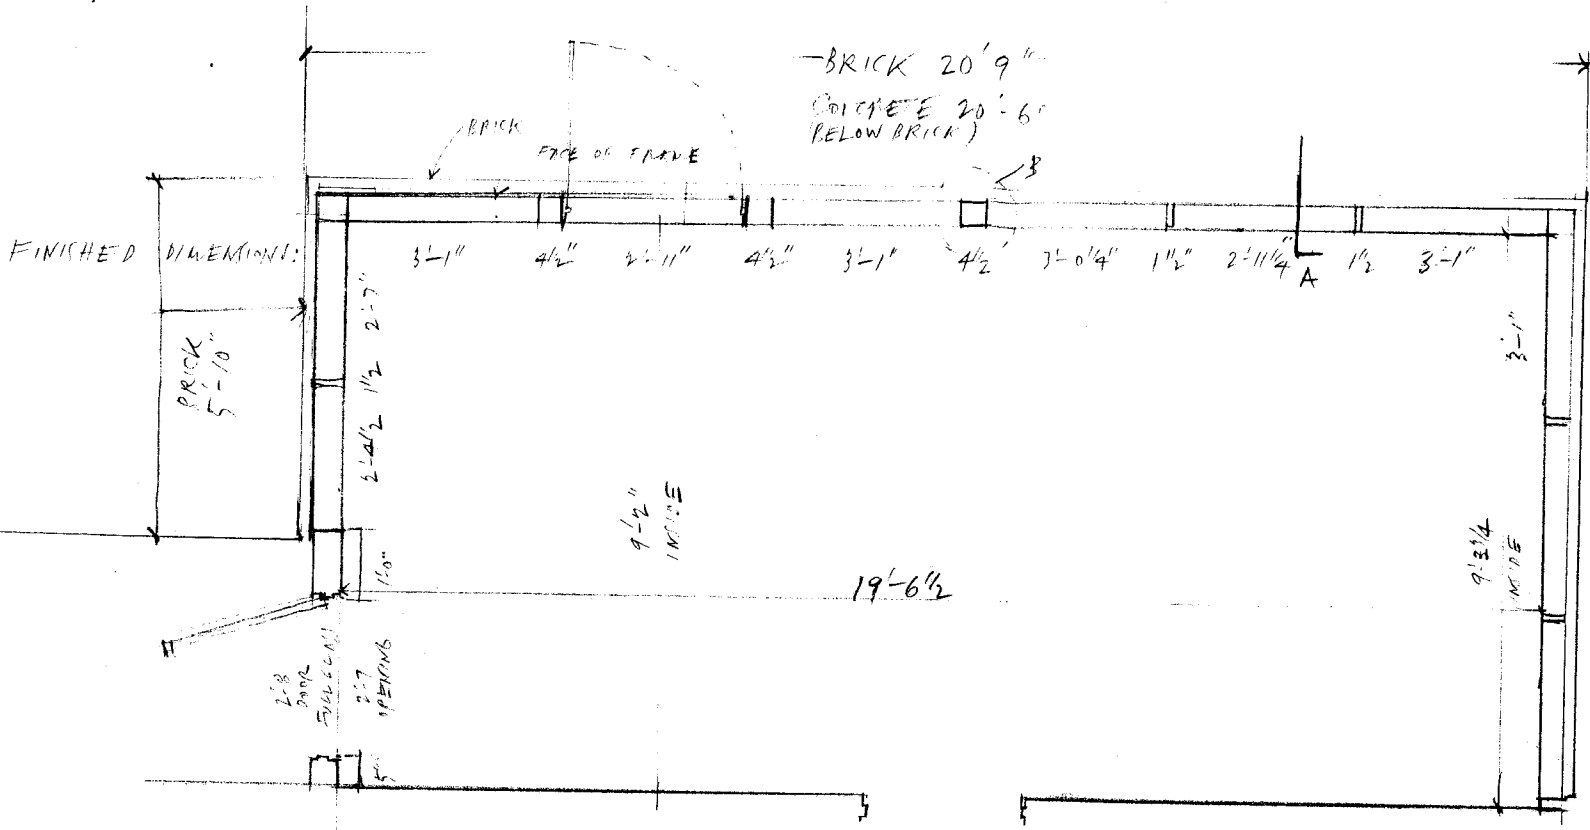 BRICK 20'9"
CONCRETE 20'-6"
(BELOW BRICK)
BRICK
FACE OF FRAME
B
FINISHED DIMENSIONS:
3'-1" 4½" 2'-11" 4½" 3'-1" 4½ 3'-0¼" 1½" 2'-11¼" 1½ 3'-1"
A
2'-7"
1½
2'-4½
1'-0"
BRICK
5'-10"
3'-1"
9'-2"
INSIDE
19'-6½
9'-3¾
INSIDE
2'-8
DOOR
2'-7
OPENING
5"